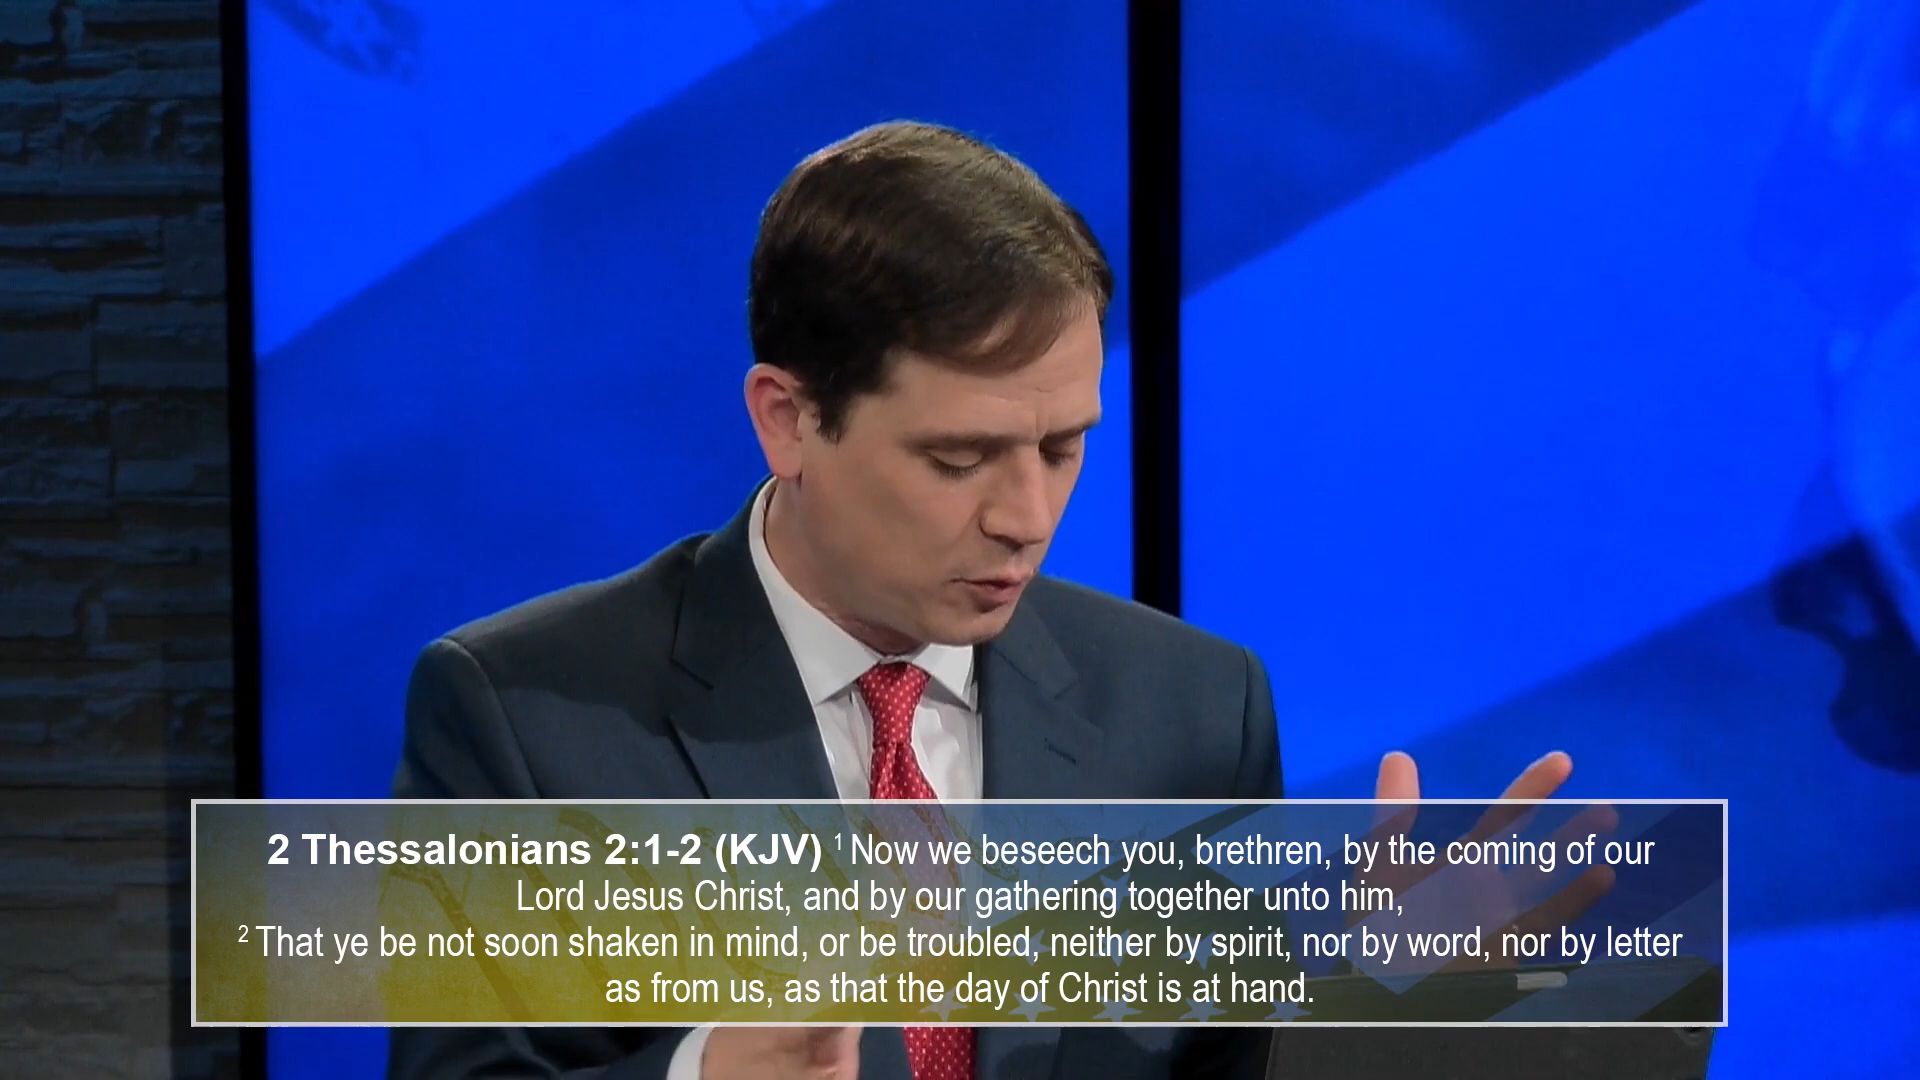 2 Thessalonians 2:1-2 (KJV) 1 Now we beseech you, brethren, by the coming of our
Lord Jesus Christ, and by our gathering together unto him,
2 That ye be not soon shaken in mind, or be troubled, neither by spirit, nor by word, nor by letter
as from us, as that the day of Christ is at hand.